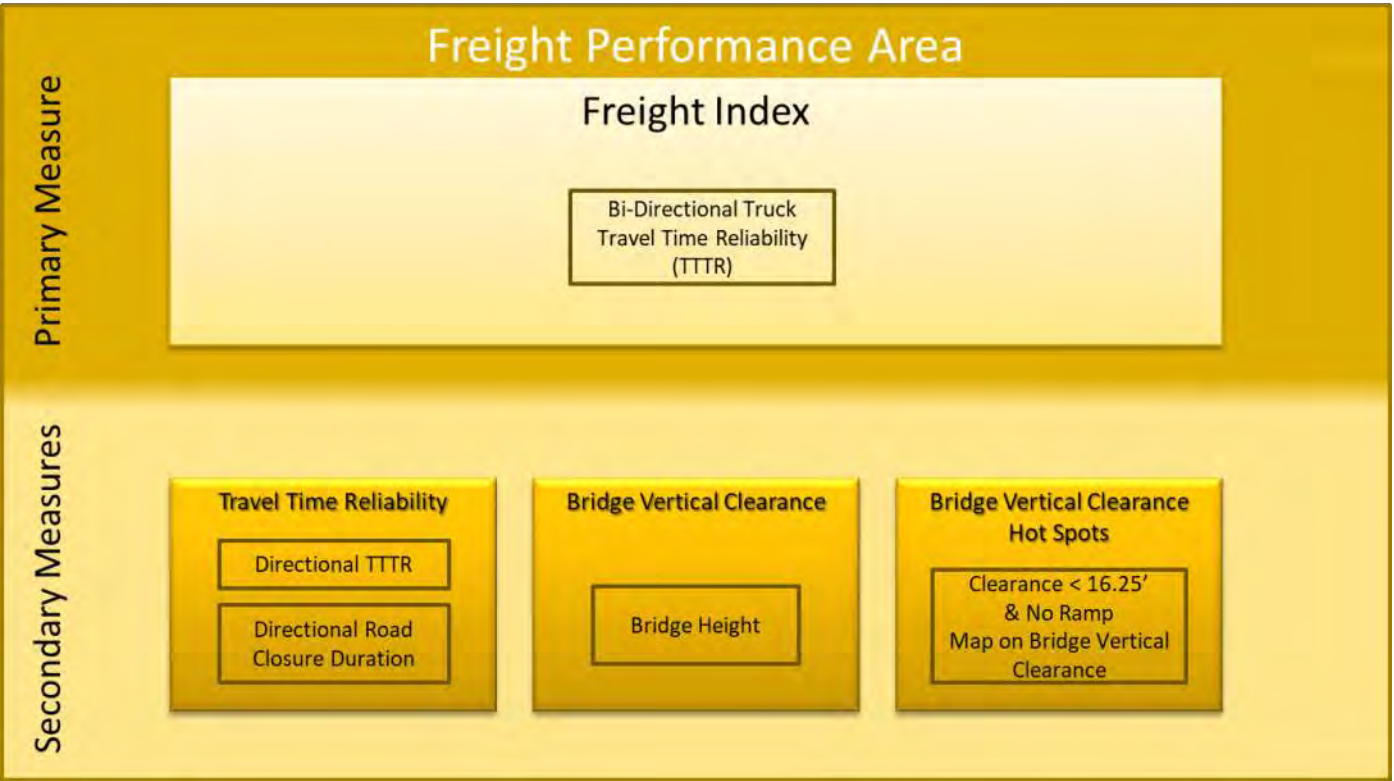 Freight Performance Area
Primary Measure
Freight Index
Bi-Directional Truck
Travel Time Reliability
(TTTR)
Secondary Measures
Travel Time Reliability
Directional TTTR
Directional Road
Closure Duration
Bridge Vertical Clearance
Bridge Height
Bridge Vertical Clearance
Hot Spots
Clearance < 16.25’
& No Ramp
Map on Bridge Vertical
Clearance